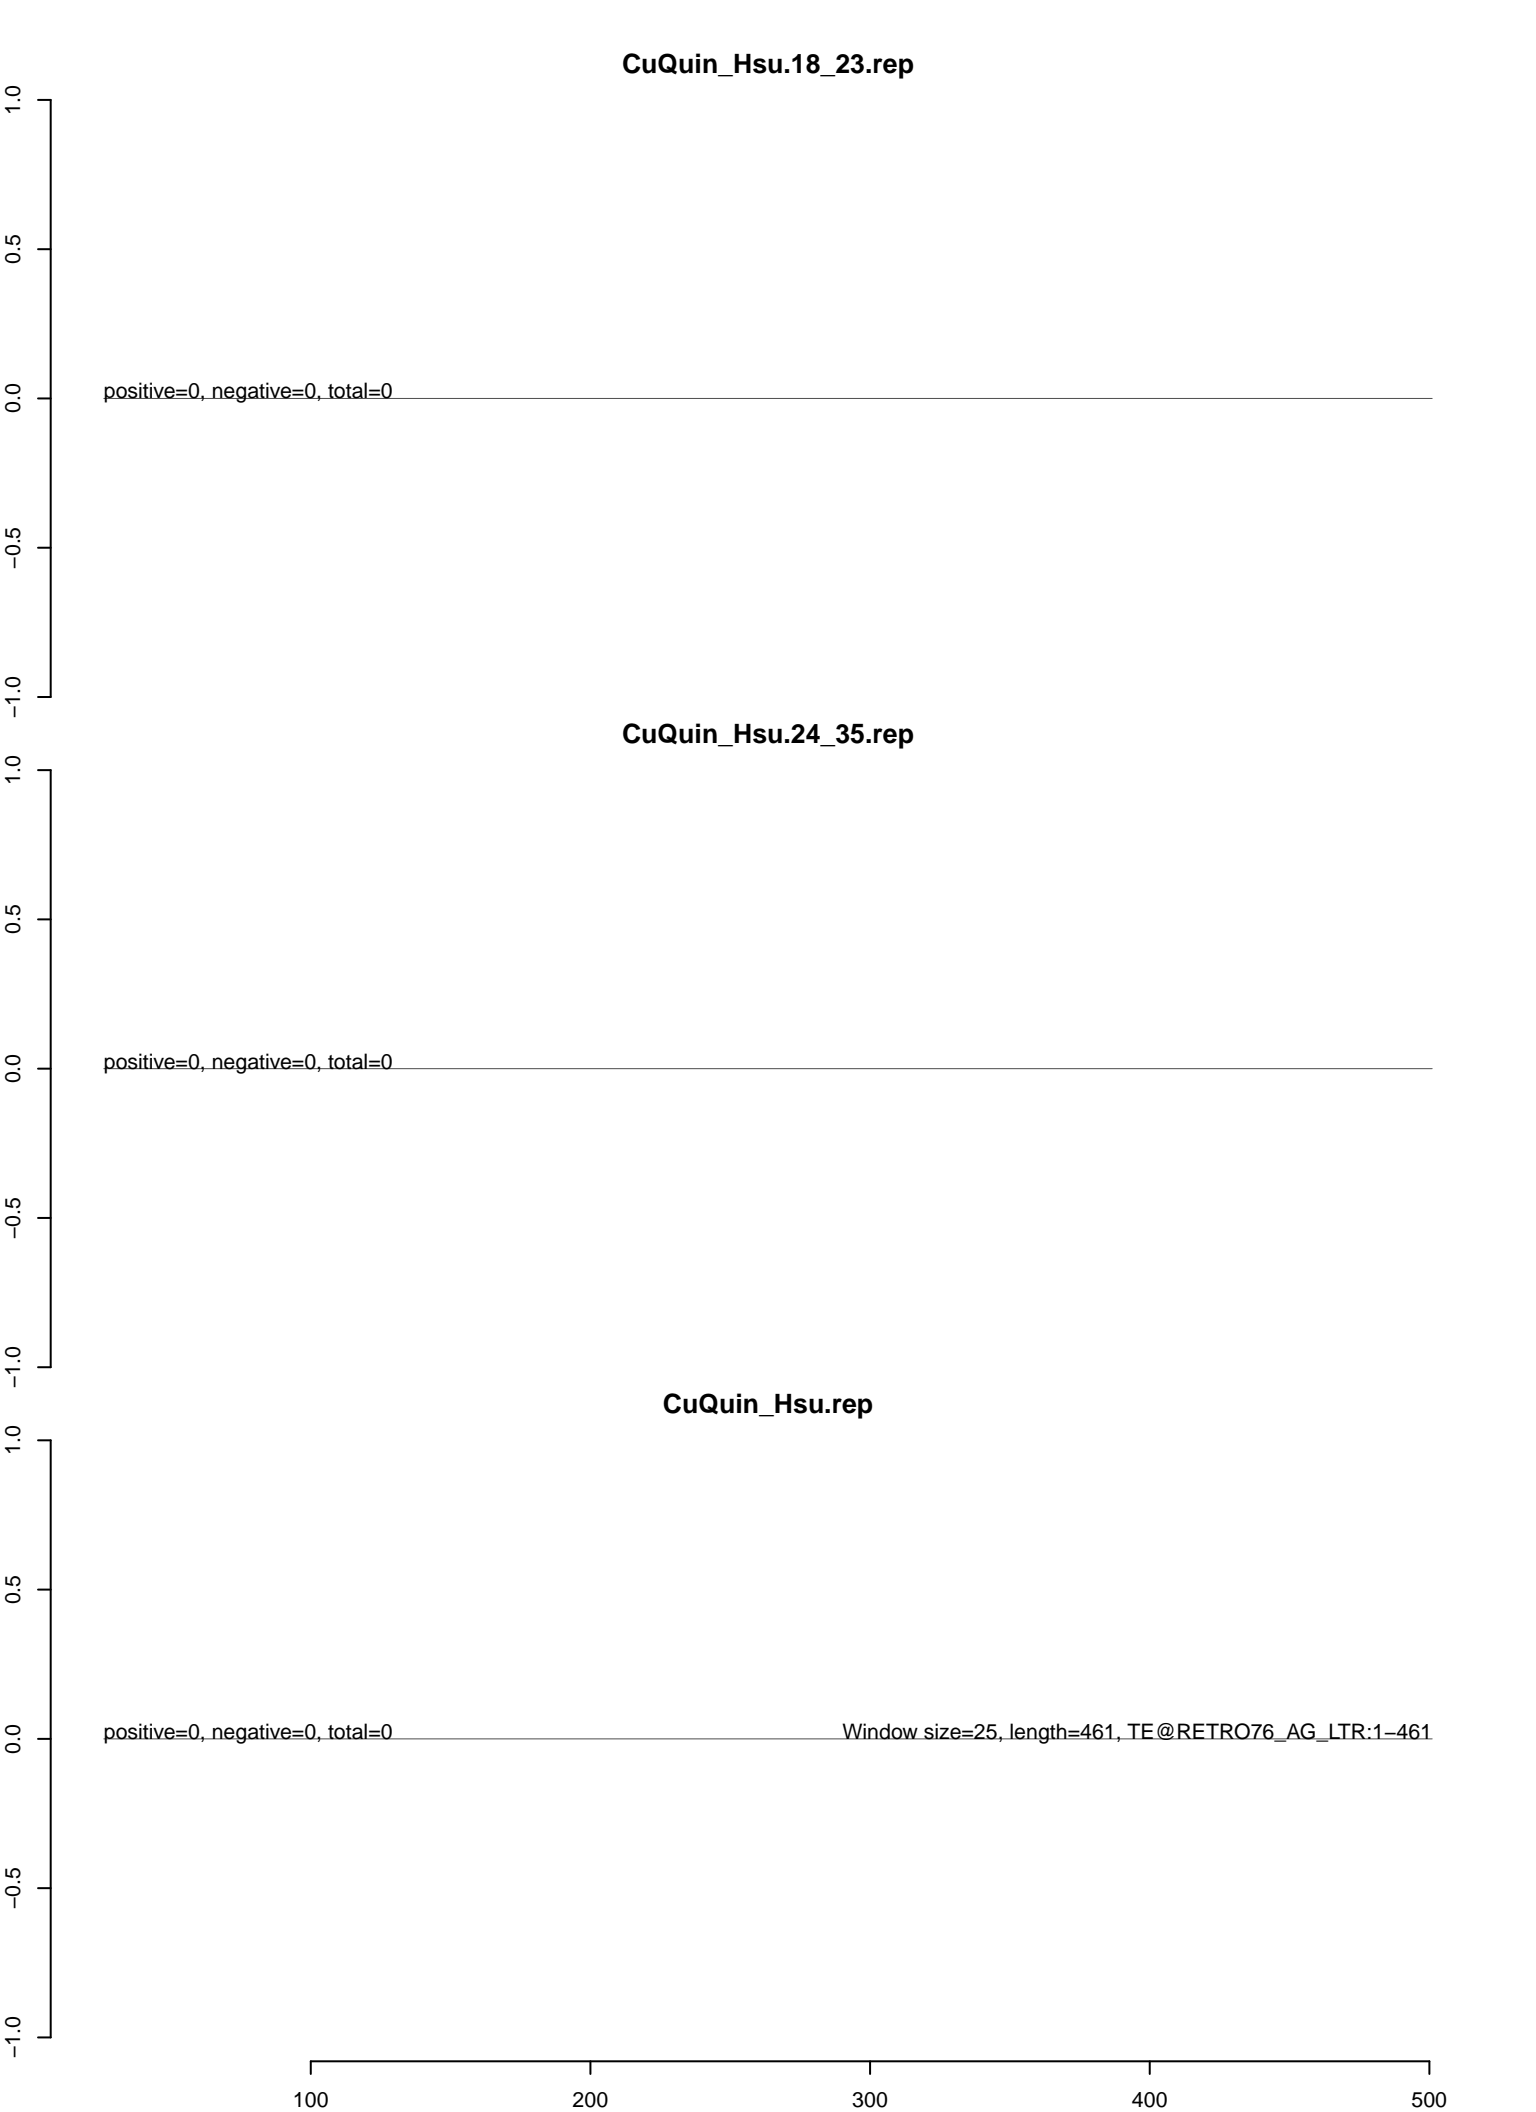 CuQuin_Hsu.18_23.rep
1.0
0.5
0.0
−0.5
−1.0
positive=0, negative=0, total=0
CuQuin_Hsu.24_35.rep
1.0
0.5
0.0
−0.5
−1.0
positive=0, negative=0, total=0
CuQuin_Hsu.rep
1.0
0.5
0.0
−0.5
−1.0
positive=0, negative=0, total=0
Window size=25, length=461, TE@RETRO76_AG_LTR:1−461
100 200 300 400 500